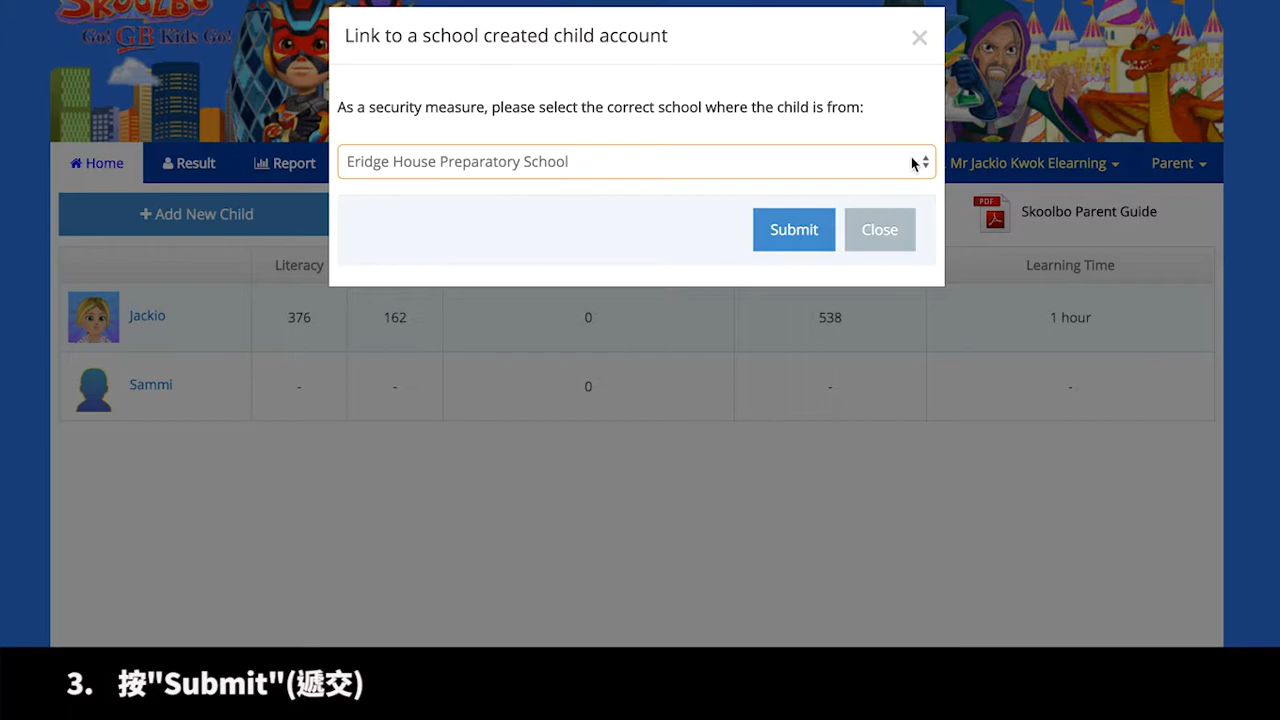 SKOOLBO
Go! GB Kids Go!
Link to a school created child account
×
As a security measure, please select the correct school where the child is from:
Home Result Report Mr Jackio Kwok Elearning Parent
Eridge House Preparatory School
+ Add New Child
Submit Close
PDF Skoolbo Parent Guide
Literacy Learning Time
Jackio 376 162 0 538 1 hour
Sammi - - 0 - -
3. 按"Submit"(遞交)